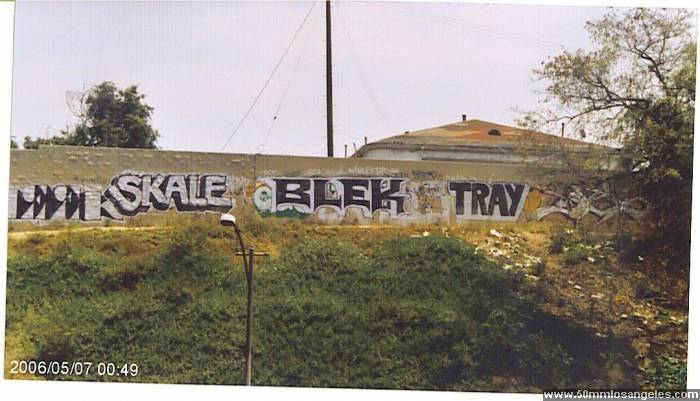 SKALE BLEK TRAY
2006/05/07 00:49
www.50mmlosangeles.com